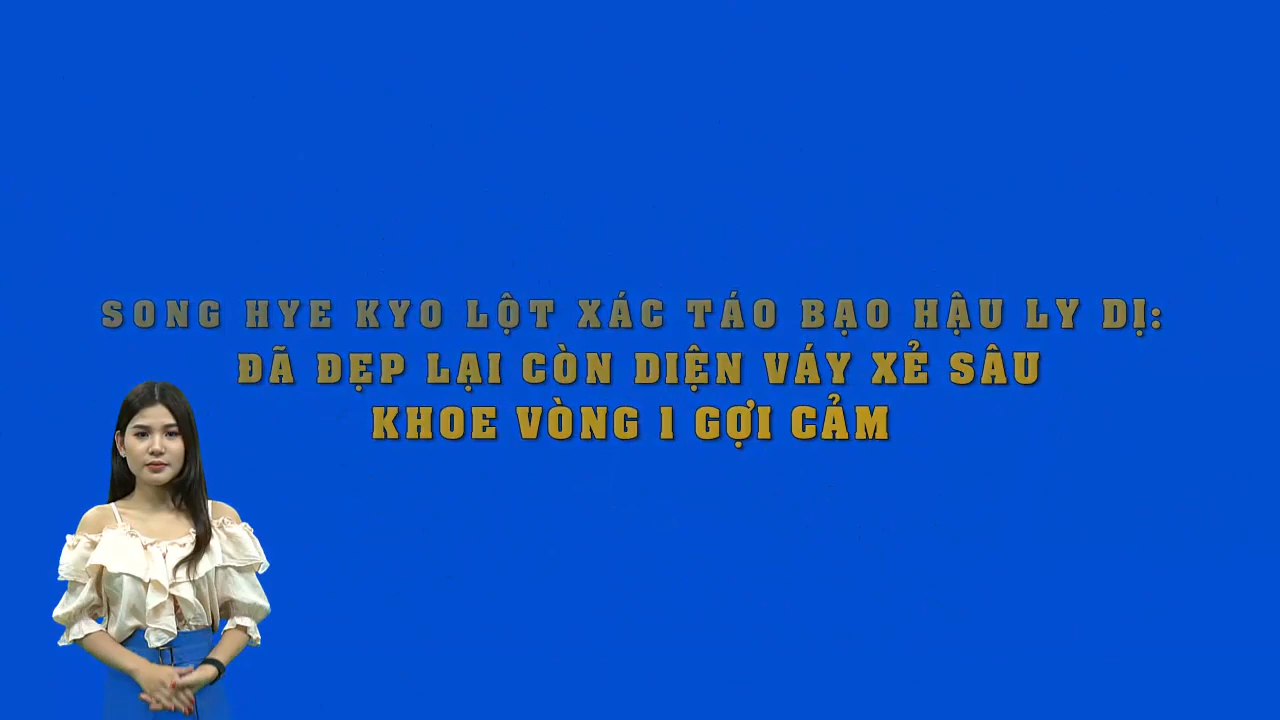 SONG HYE KYO LỘT XÁC TÁO BẠO HẬU LY DỊ:
ĐÃ ĐẸP LẠI CÒN DIỆN VÁY XẺ SÂU
KHOE VÒNG 1 GỢI CẢM